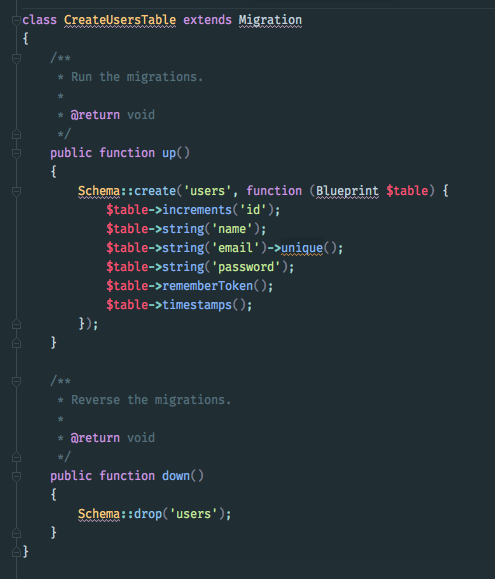 class CreateUsersTable extends Migration
{
    /**
     * Run the migrations.
     *
     * @return void
     */
    public function up()
    {
        Schema::create('users', function (Blueprint $table) {
            $table->increments('id');
            $table->string('name');
            $table->string('email')->unique();
            $table->string('password');
            $table->rememberToken();
            $table->timestamps();
        });
    }

    /**
     * Reverse the migrations.
     *
     * @return void
     */
    public function down()
    {
        Schema::drop('users');
    }
}